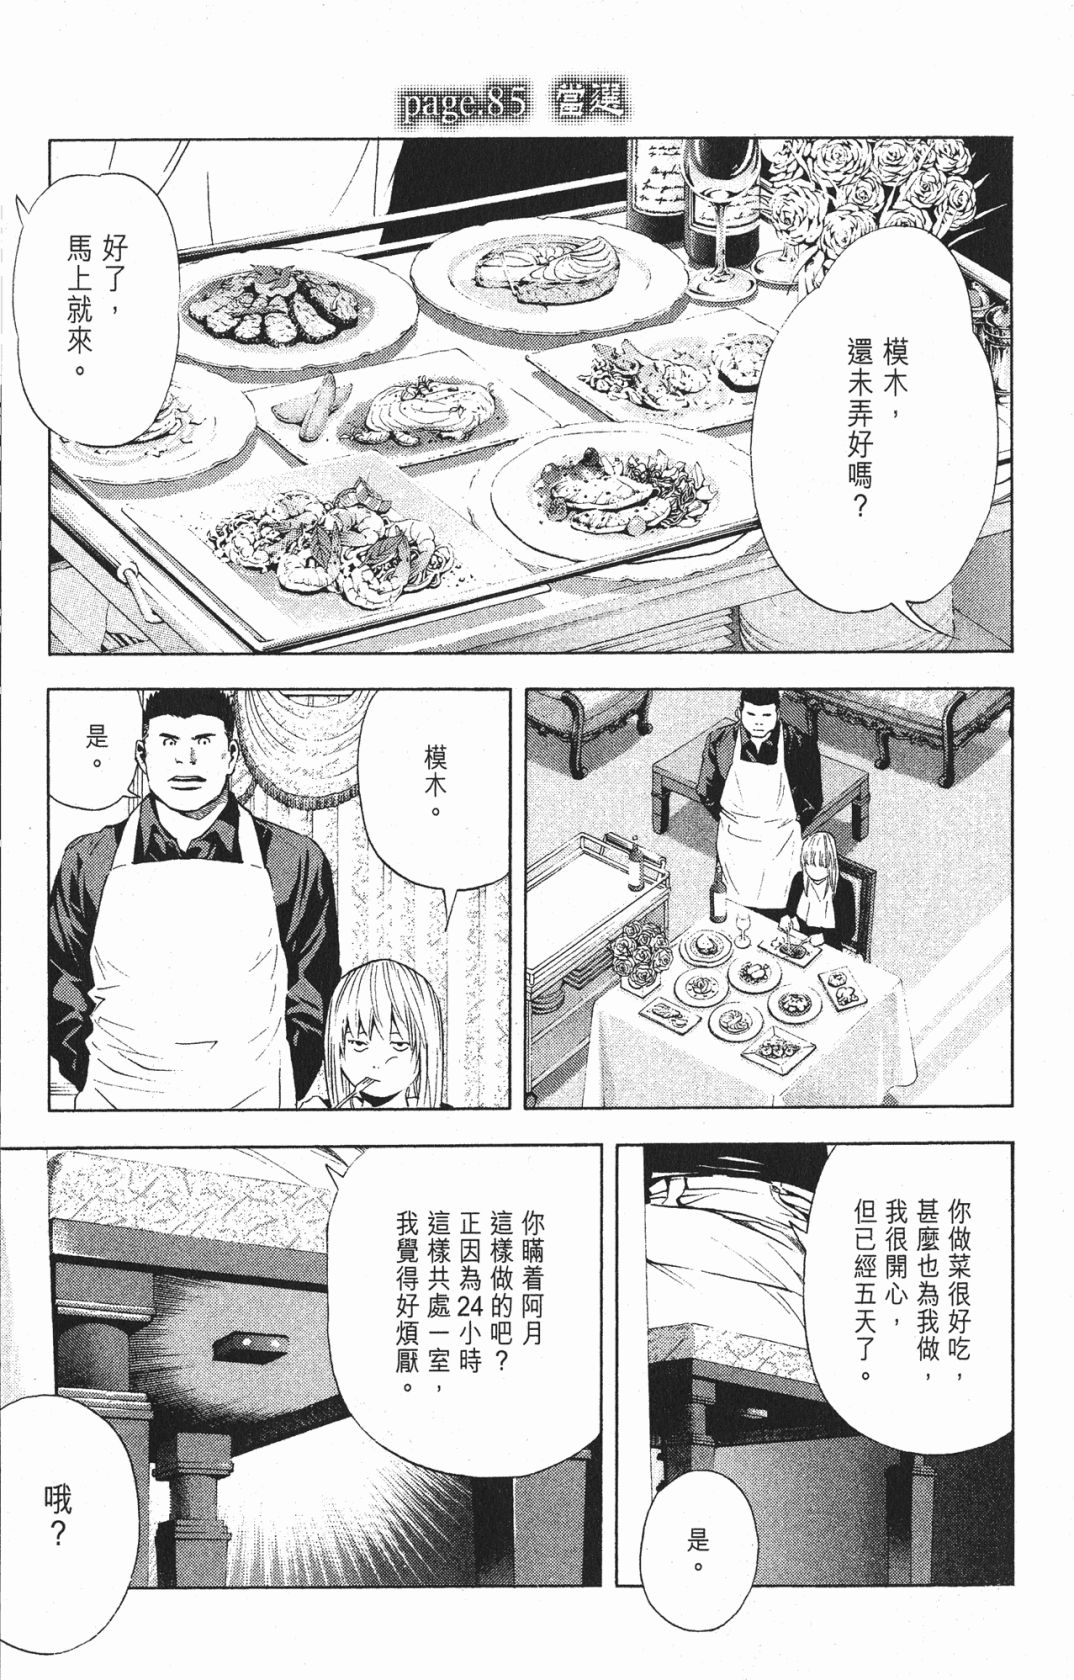 page.85 當選
模木，
還未弄好嗎？
好了，
馬上就來。
模木。
是。
你做菜很好吃，
甚麼也為我做，
我很開心，
但已經五天了。
是。
你瞞着阿月
這樣做的吧？
正因為24小時
這樣共處一室，
我覺得好煩厭。
哦？